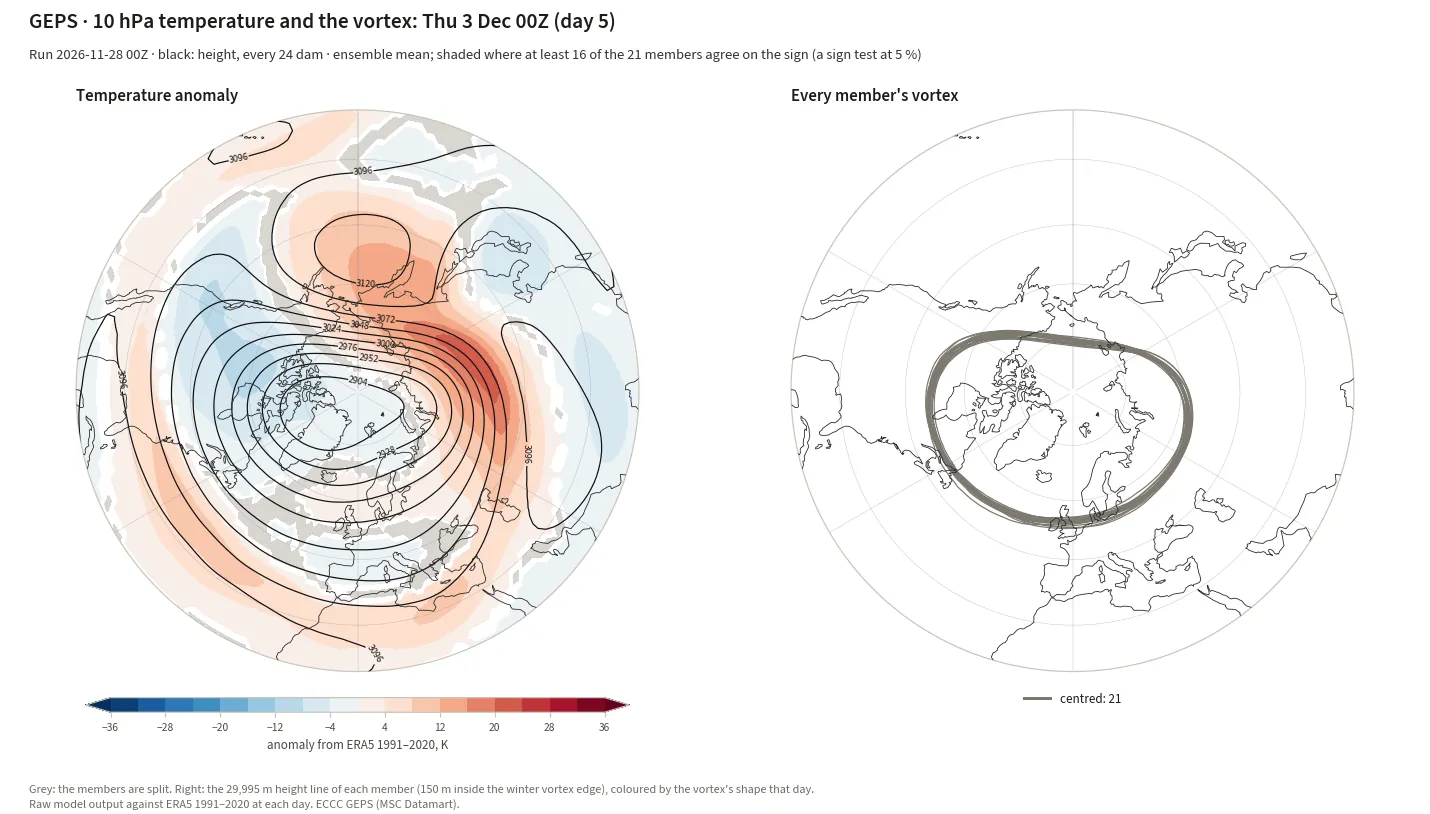 GEPS · 10 hPa temperature and the vortex: Thu 3 Dec 00Z (day 5)
Run 2026-11-28 00Z · black: height, every 24 dam · ensemble mean; shaded where at least 16 of the 21 members agree on the sign (a sign test at 5 %)
Temperature anomaly
Every member's vortex
3096
3096
3120
3072
3048
3024
3000
2976
2952
2904
3096
2928
3096
3096
−36 −28 −20 −12 −4 4 12 20 28 36
anomaly from ERA5 1991–2020, K
centred: 21
Grey: the members are split. Right: the 29,995 m height line of each member (150 m inside the winter vortex edge), coloured by the vortex's shape that day.
Raw model output against ERA5 1991–2020 at each day. ECCC GEPS (MSC Datamart).